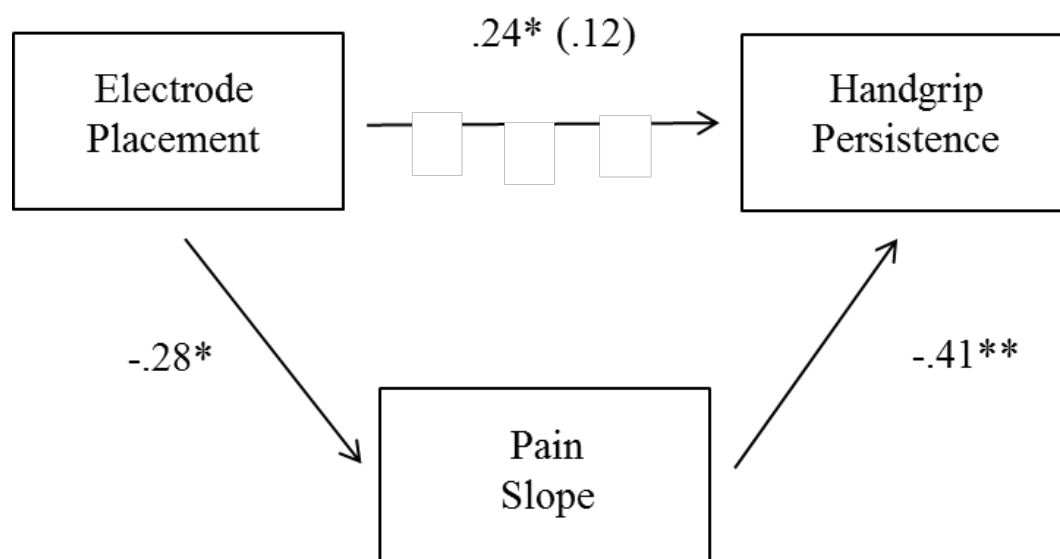 .24* (.12)
Electrode
Placement
Handgrip
Persistence
-.28*
-.41**
Pain
Slope